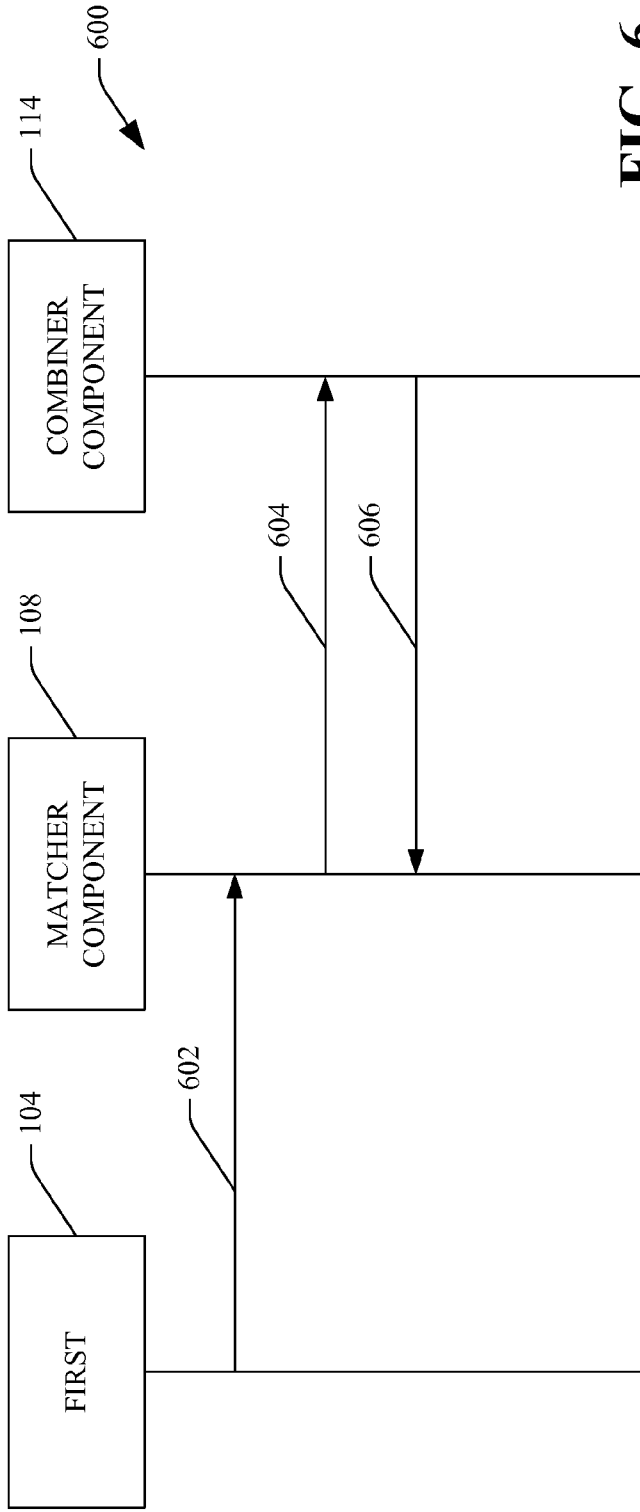 FIRST
104
MATCHER
COMPONENT
108
COMBINER
COMPONENT
114
600
602
604
606
FIG. 6